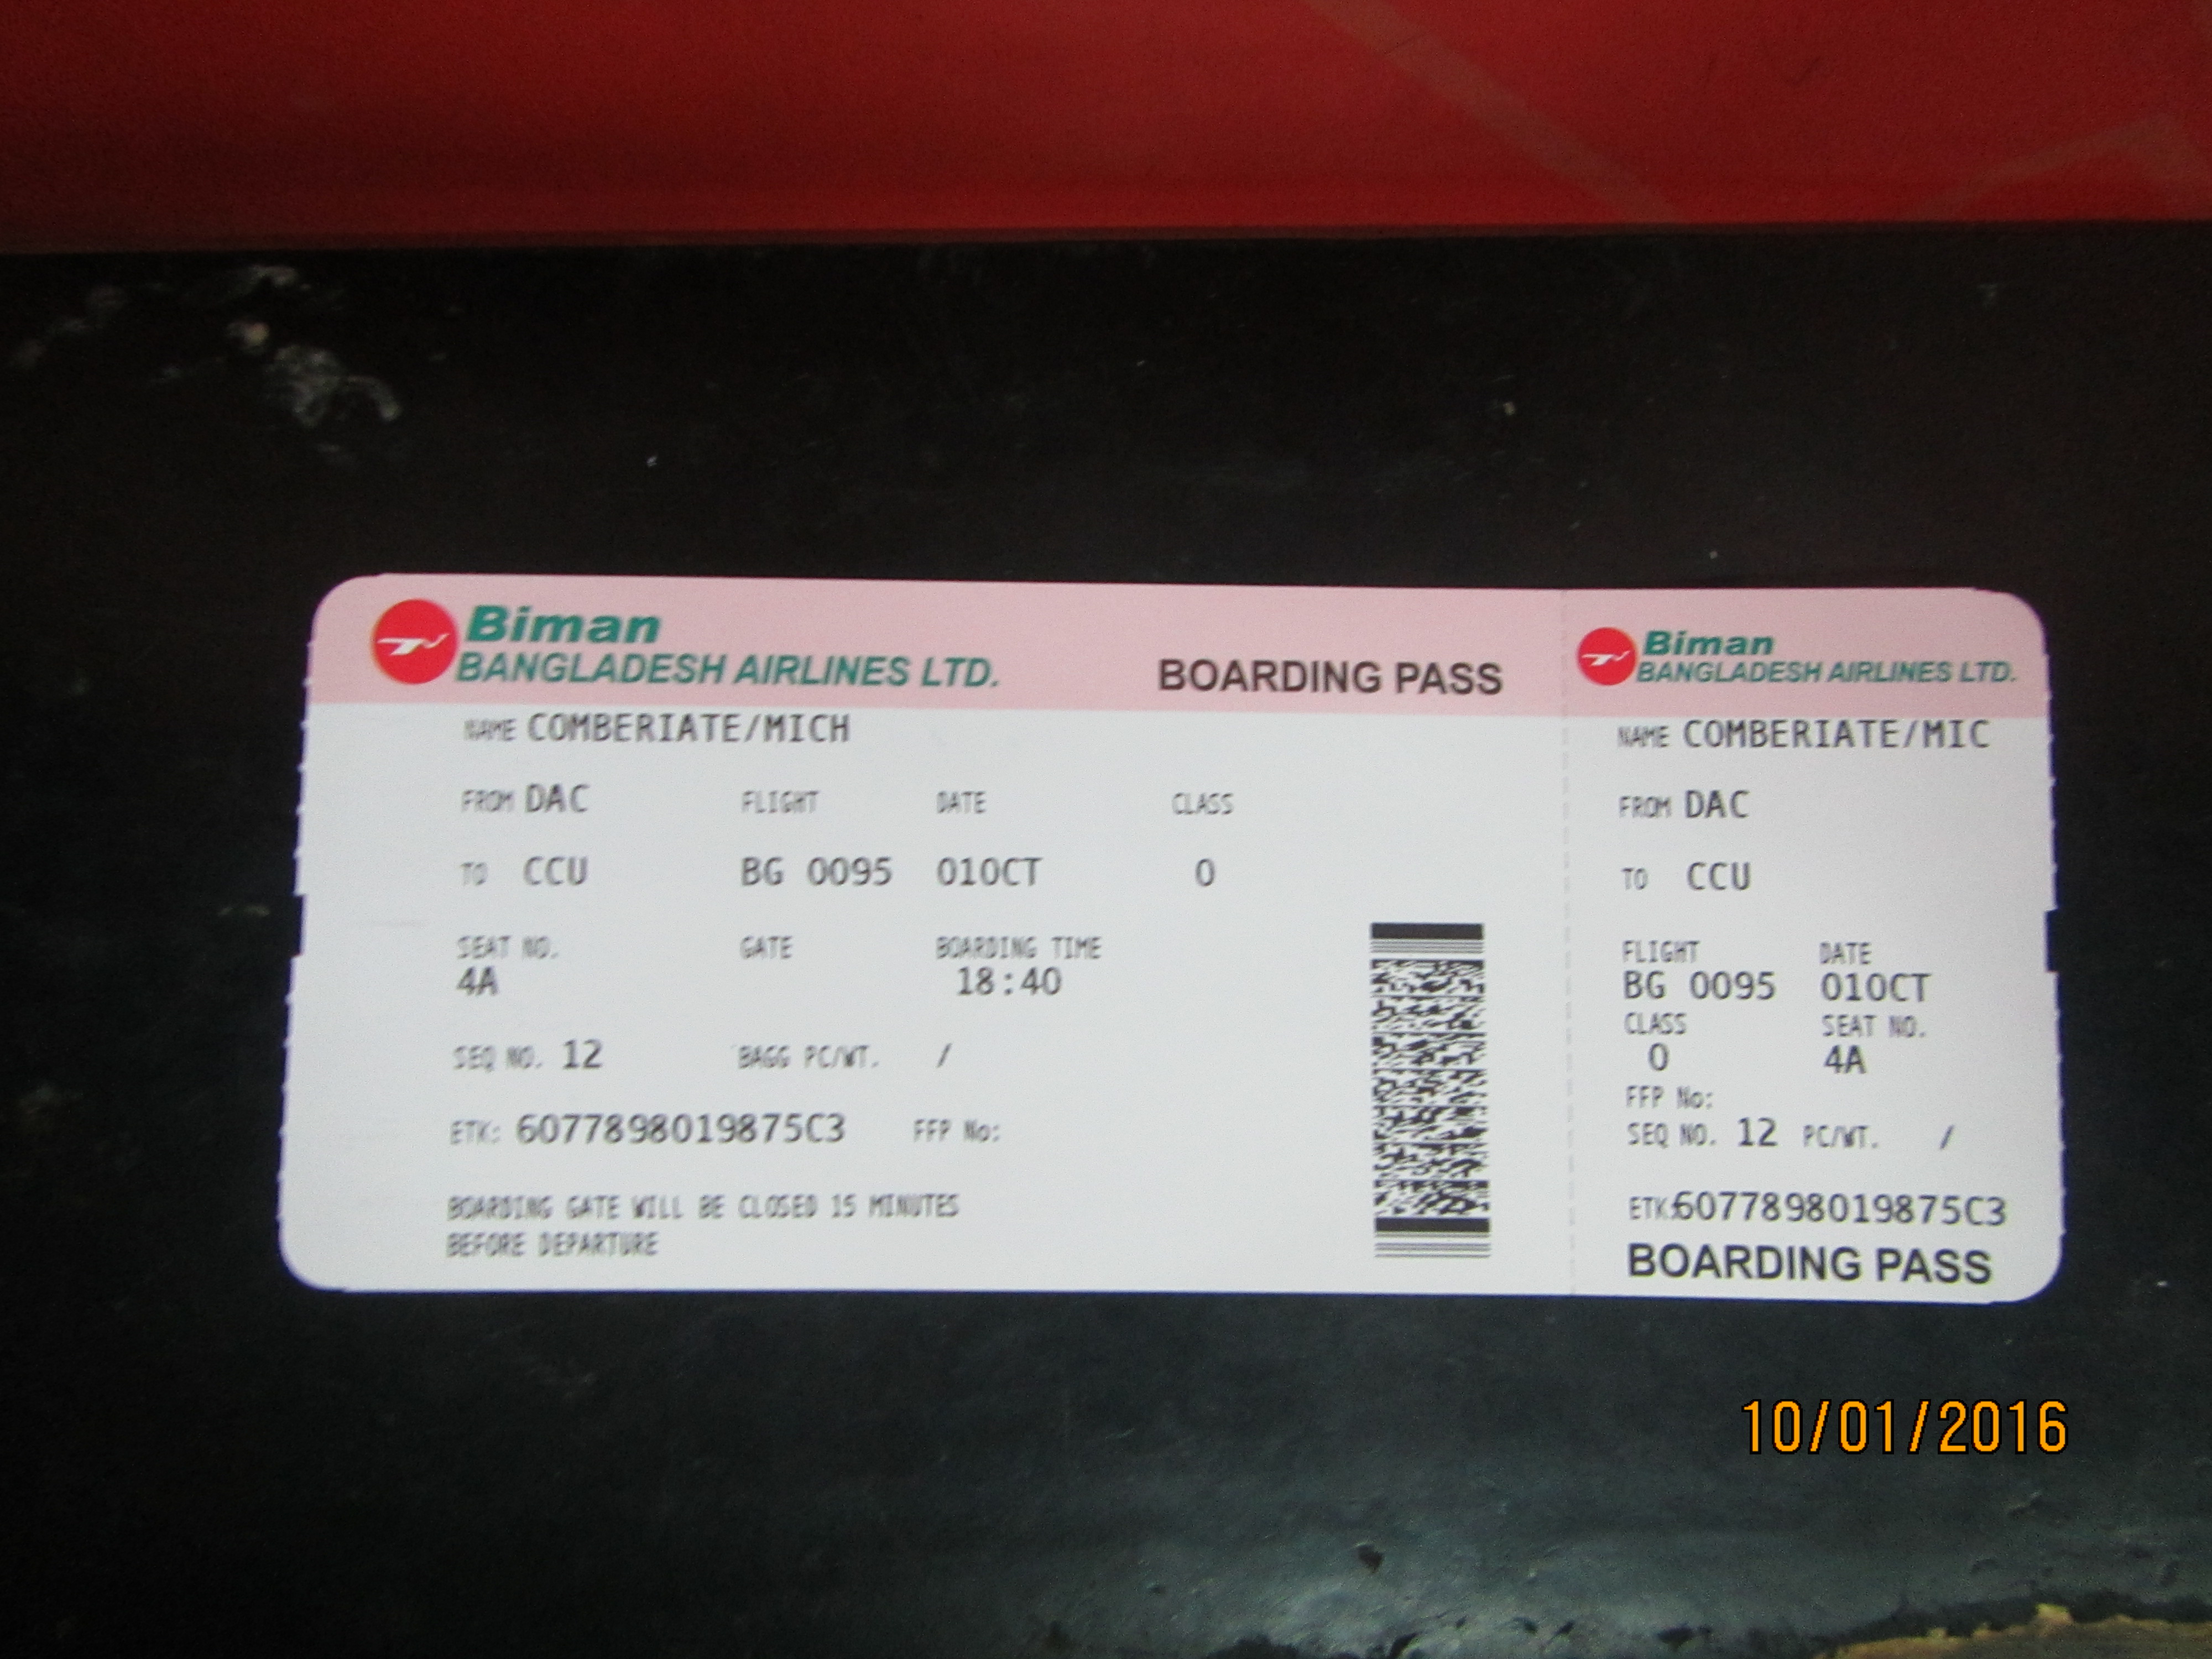 Biman
BANGLADESH AIRLINES LTD.
BOARDING PASS
NAME COMBERIATE/MICH
FROM DAC FLIGHT DATE CLASS
TO CCU BG 0095 01OCT O
SEAT NO. GATE BOARDING TIME
4A 18:40
SEQ NO. 12 BAGG PC/WT. /
ETK: 6077898019875C3 FFP No:
BOARDING GATE WILL BE CLOSED 15 MINUTES
BEFORE DEPARTURE
Biman
BANGLADESH AIRLINES LTD.
NAME COMBERIATE/MIC
FROM DAC
TO CCU
FLIGHT DATE
BG 0095 01OCT
CLASS SEAT NO.
O 4A
FFP No:
SEQ NO. 12 PC/WT. /
ETK:6077898019875C3
BOARDING PASS
10/01/2016